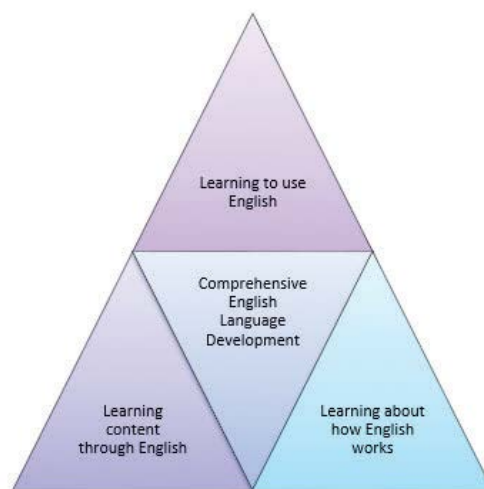 Learning to use
English
Comprehensive
English
Language
Development
Learning
content
through English
Learning about
how English
works